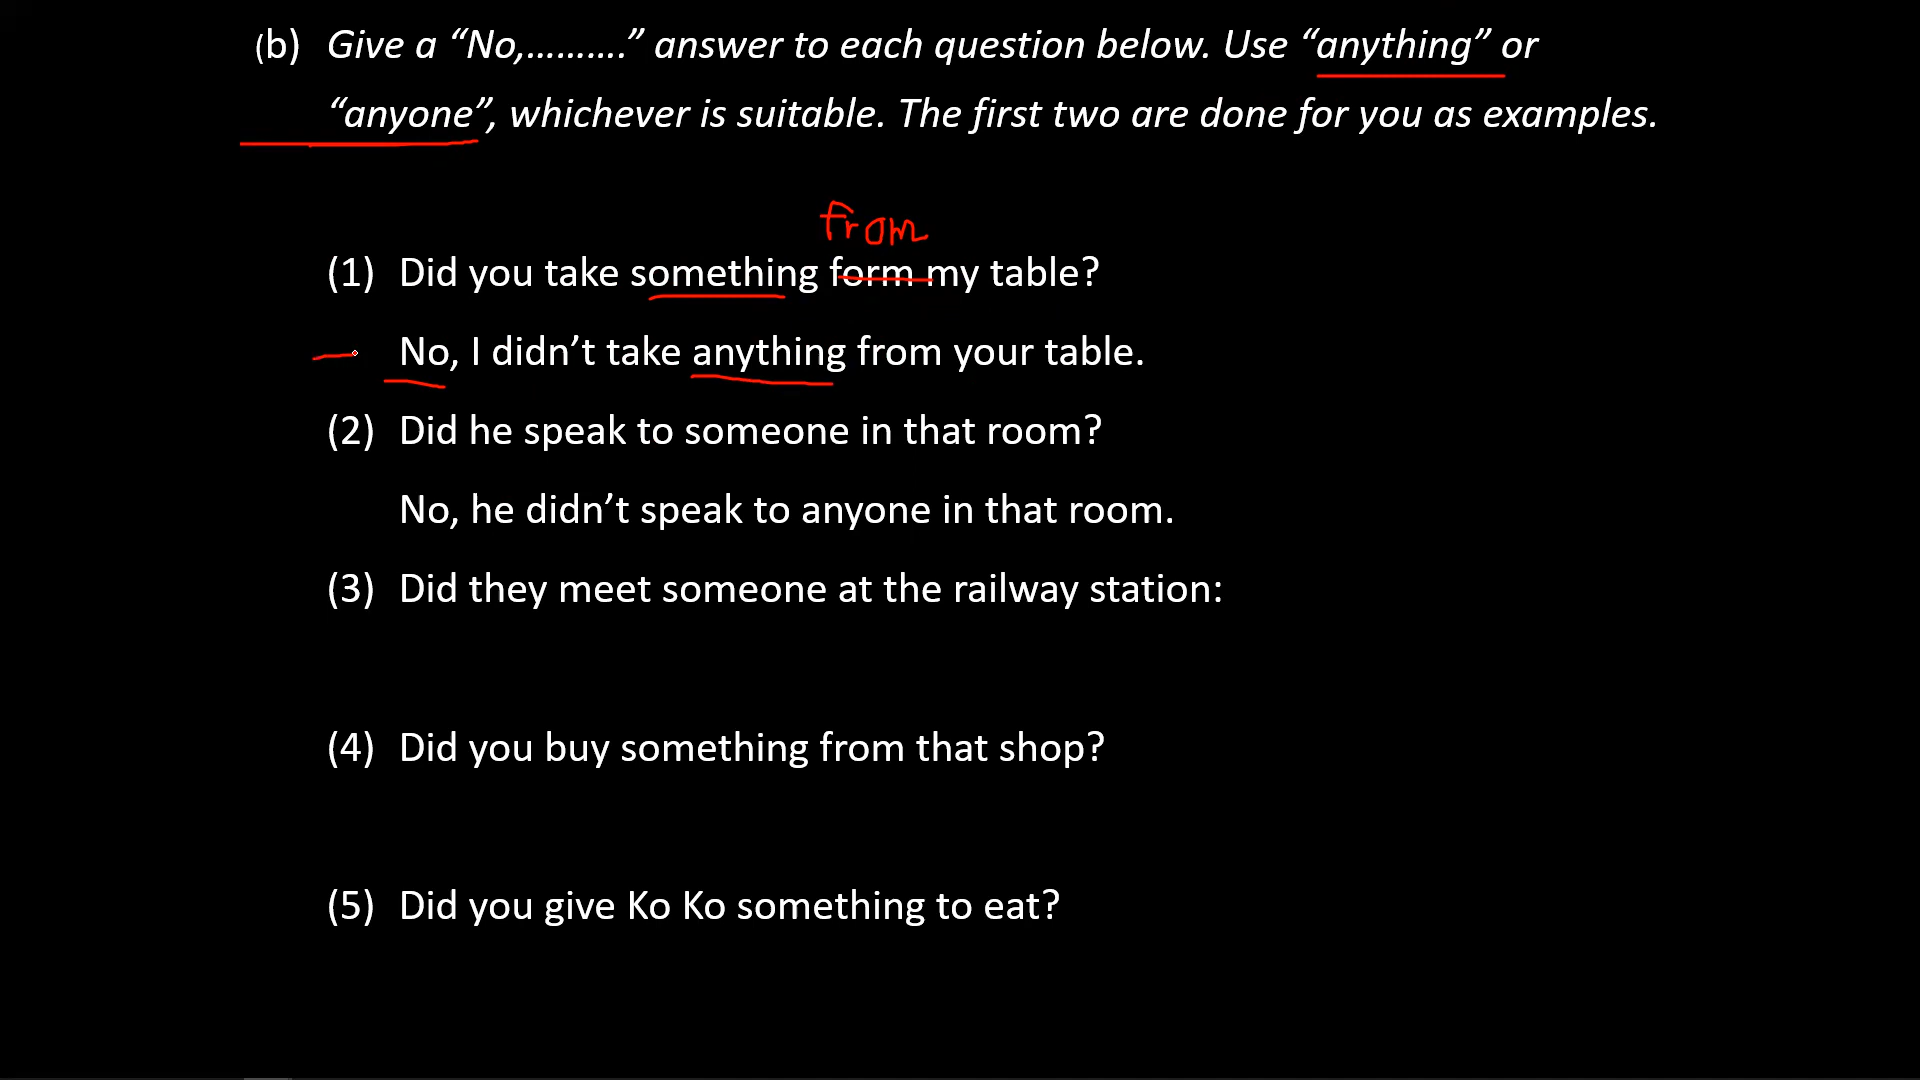 (b) Give a “No,……….” answer to each question below. Use “anything” or
“anyone”, whichever is suitable. The first two are done for you as examples.
from
(1) Did you take something form my table?
No, I didn’t take anything from your table.
(2) Did he speak to someone in that room?
No, he didn’t speak to anyone in that room.
(3) Did they meet someone at the railway station:
(4) Did you buy something from that shop?
(5) Did you give Ko Ko something to eat?